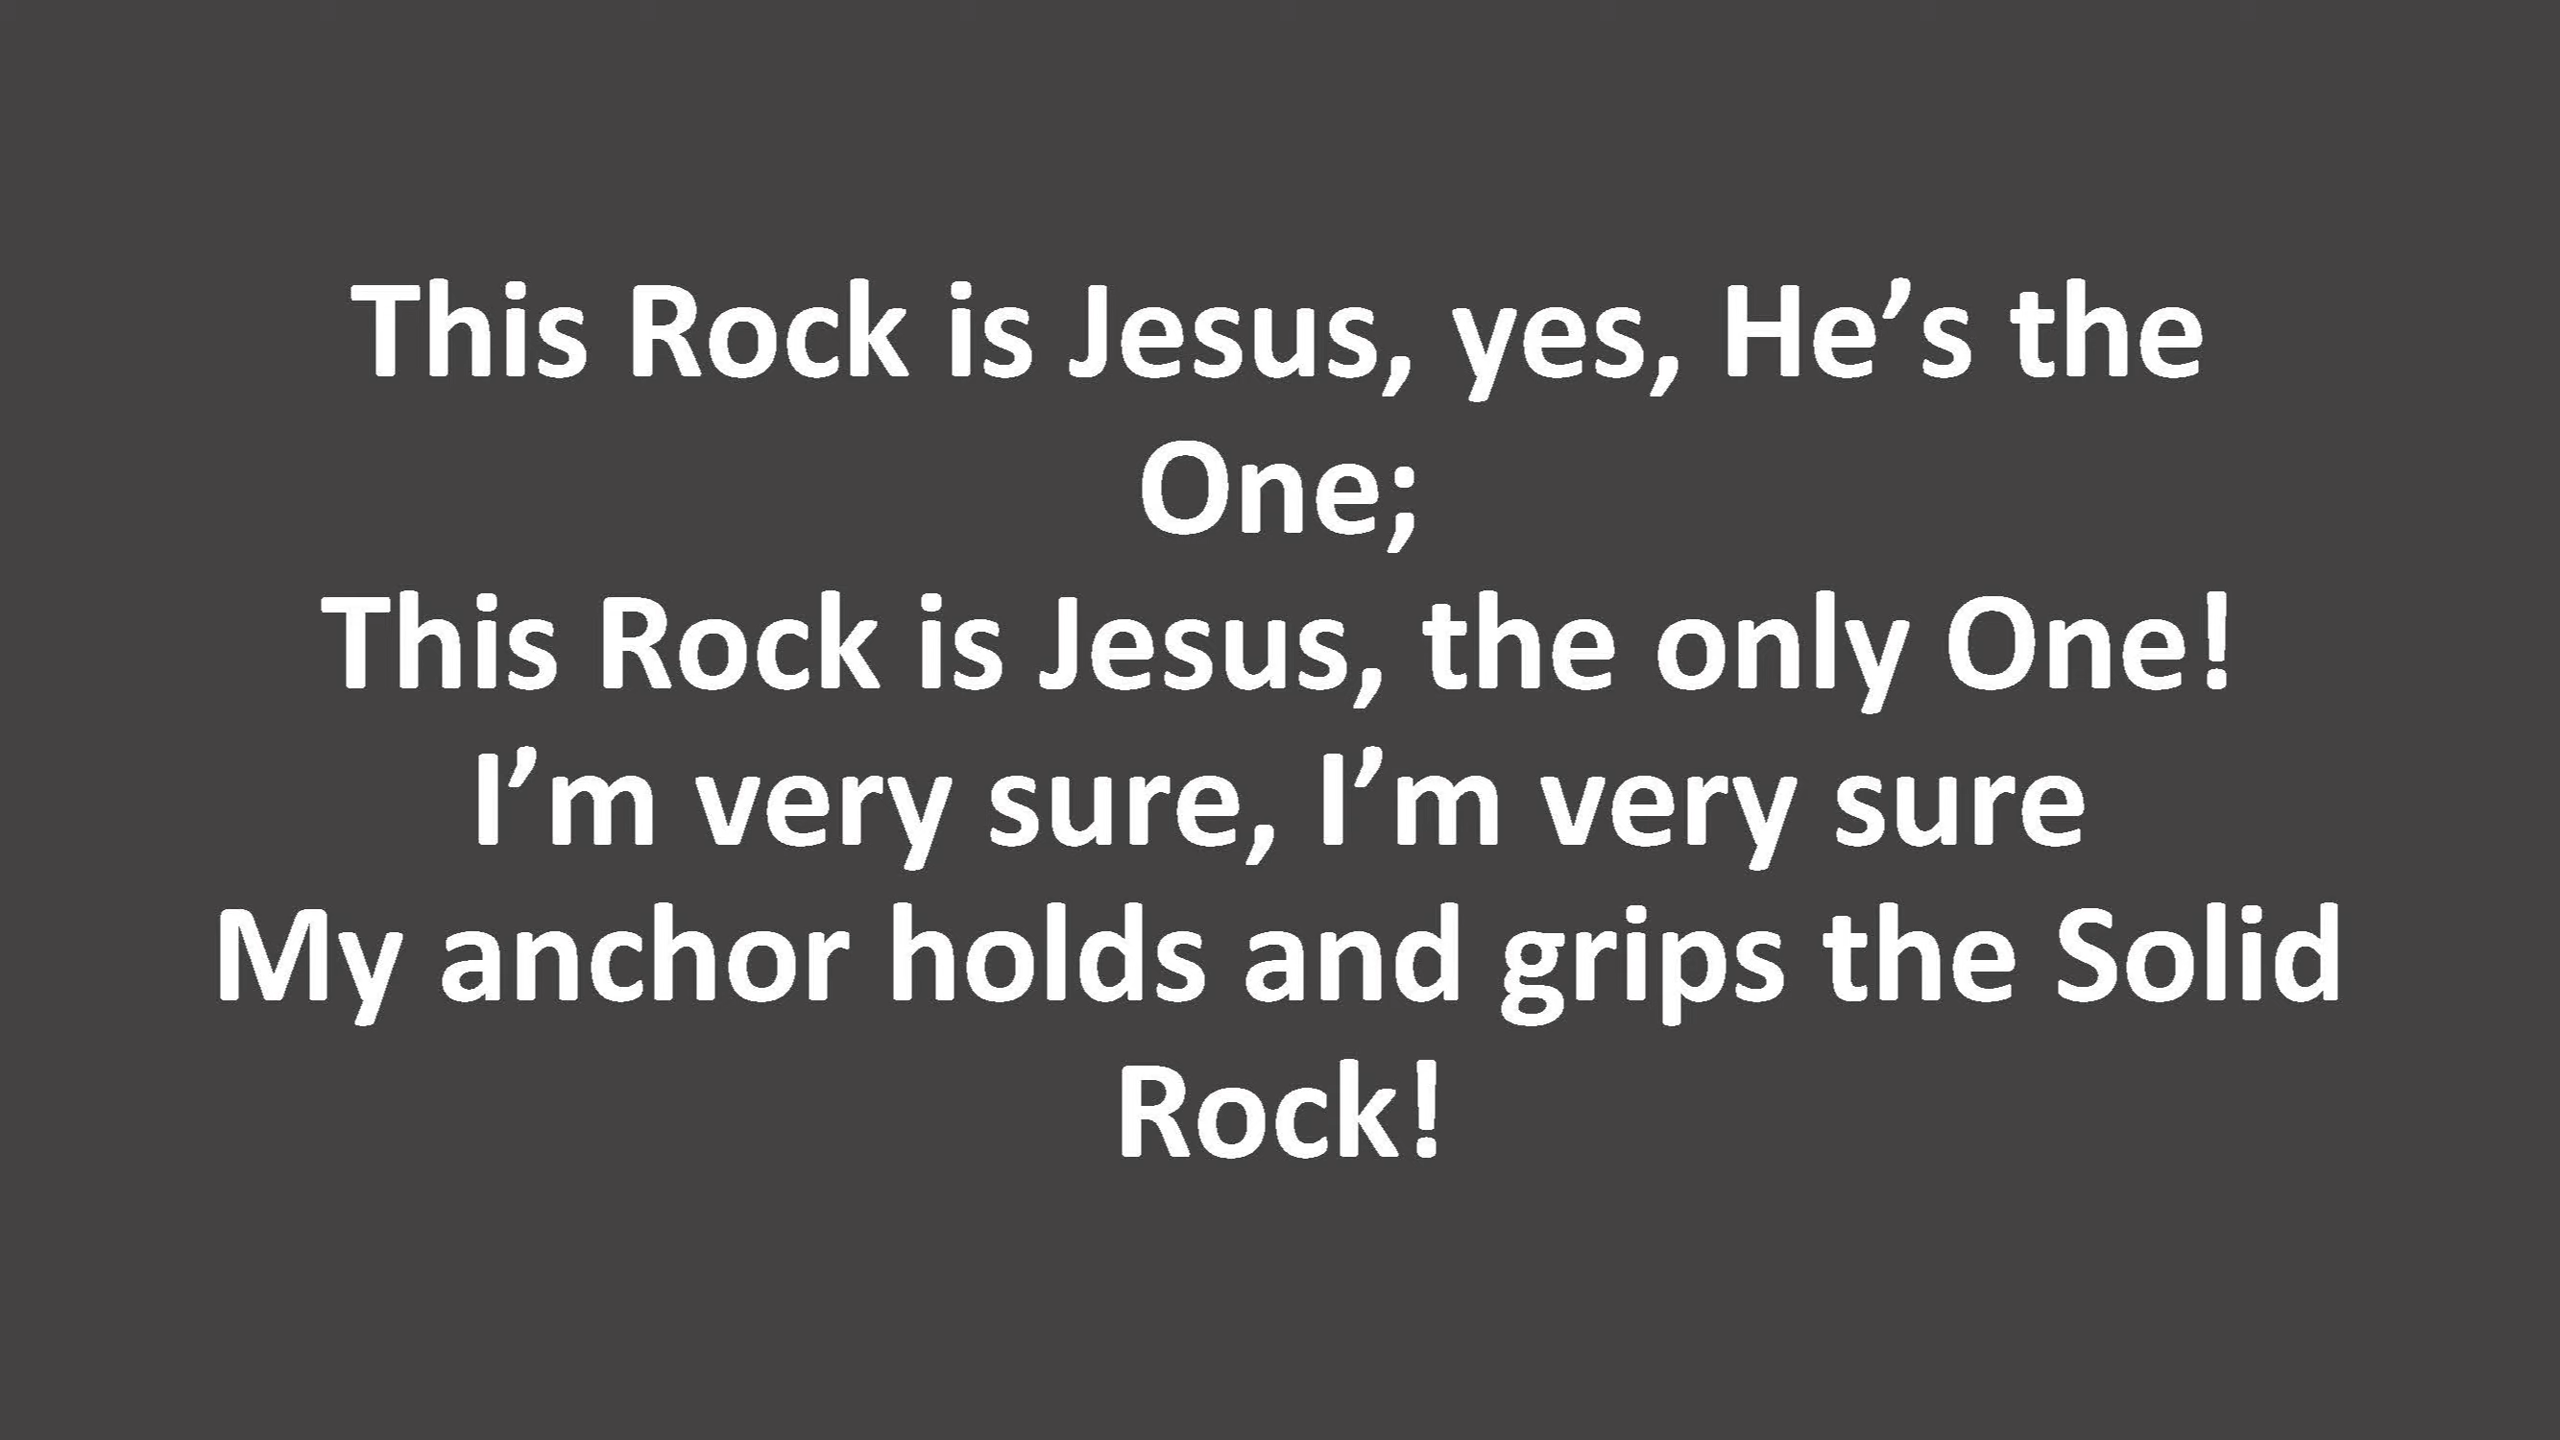 This Rock is Jesus, yes, He’s the
One;
This Rock is Jesus, the only One!
I’m very sure, I’m very sure
My anchor holds and grips the Solid
Rock!